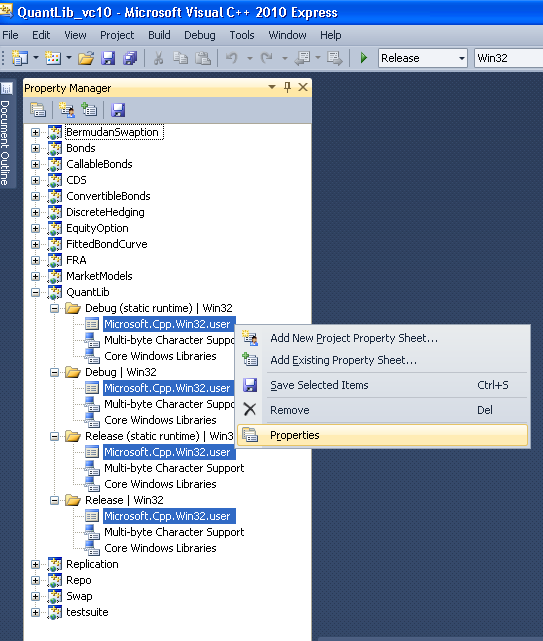 QuantLib_vc10 - Microsoft Visual C++ 2010 Express
File Edit View Project Build Debug Tools Window Help
Release Win32
Document Outline
Property Manager
BermudanSwaption
Bonds
CallableBonds
CDS
ConvertibleBonds
DiscreteHedging
EquityOption
FittedBondCurve
FRA
MarketModels
QuantLib
Debug (static runtime) | Win32
Microsoft.Cpp.Win32.user
Multi-byte Character Suppo
Core Windows Libraries
Debug | Win32
Microsoft.Cpp.Win32.user
Multi-byte Character Suppo
Core Windows Libraries
Release (static runtime) | Win3
Microsoft.Cpp.Win32.user
Multi-byte Character Support
Core Windows Libraries
Release | Win32
Microsoft.Cpp.Win32.user
Multi-byte Character Support
Core Windows Libraries
Replication
Repo
Swap
testsuite
Add New Project Property Sheet...
Add Existing Property Sheet...
Save Selected Items Ctrl+S
Remove Del
Properties